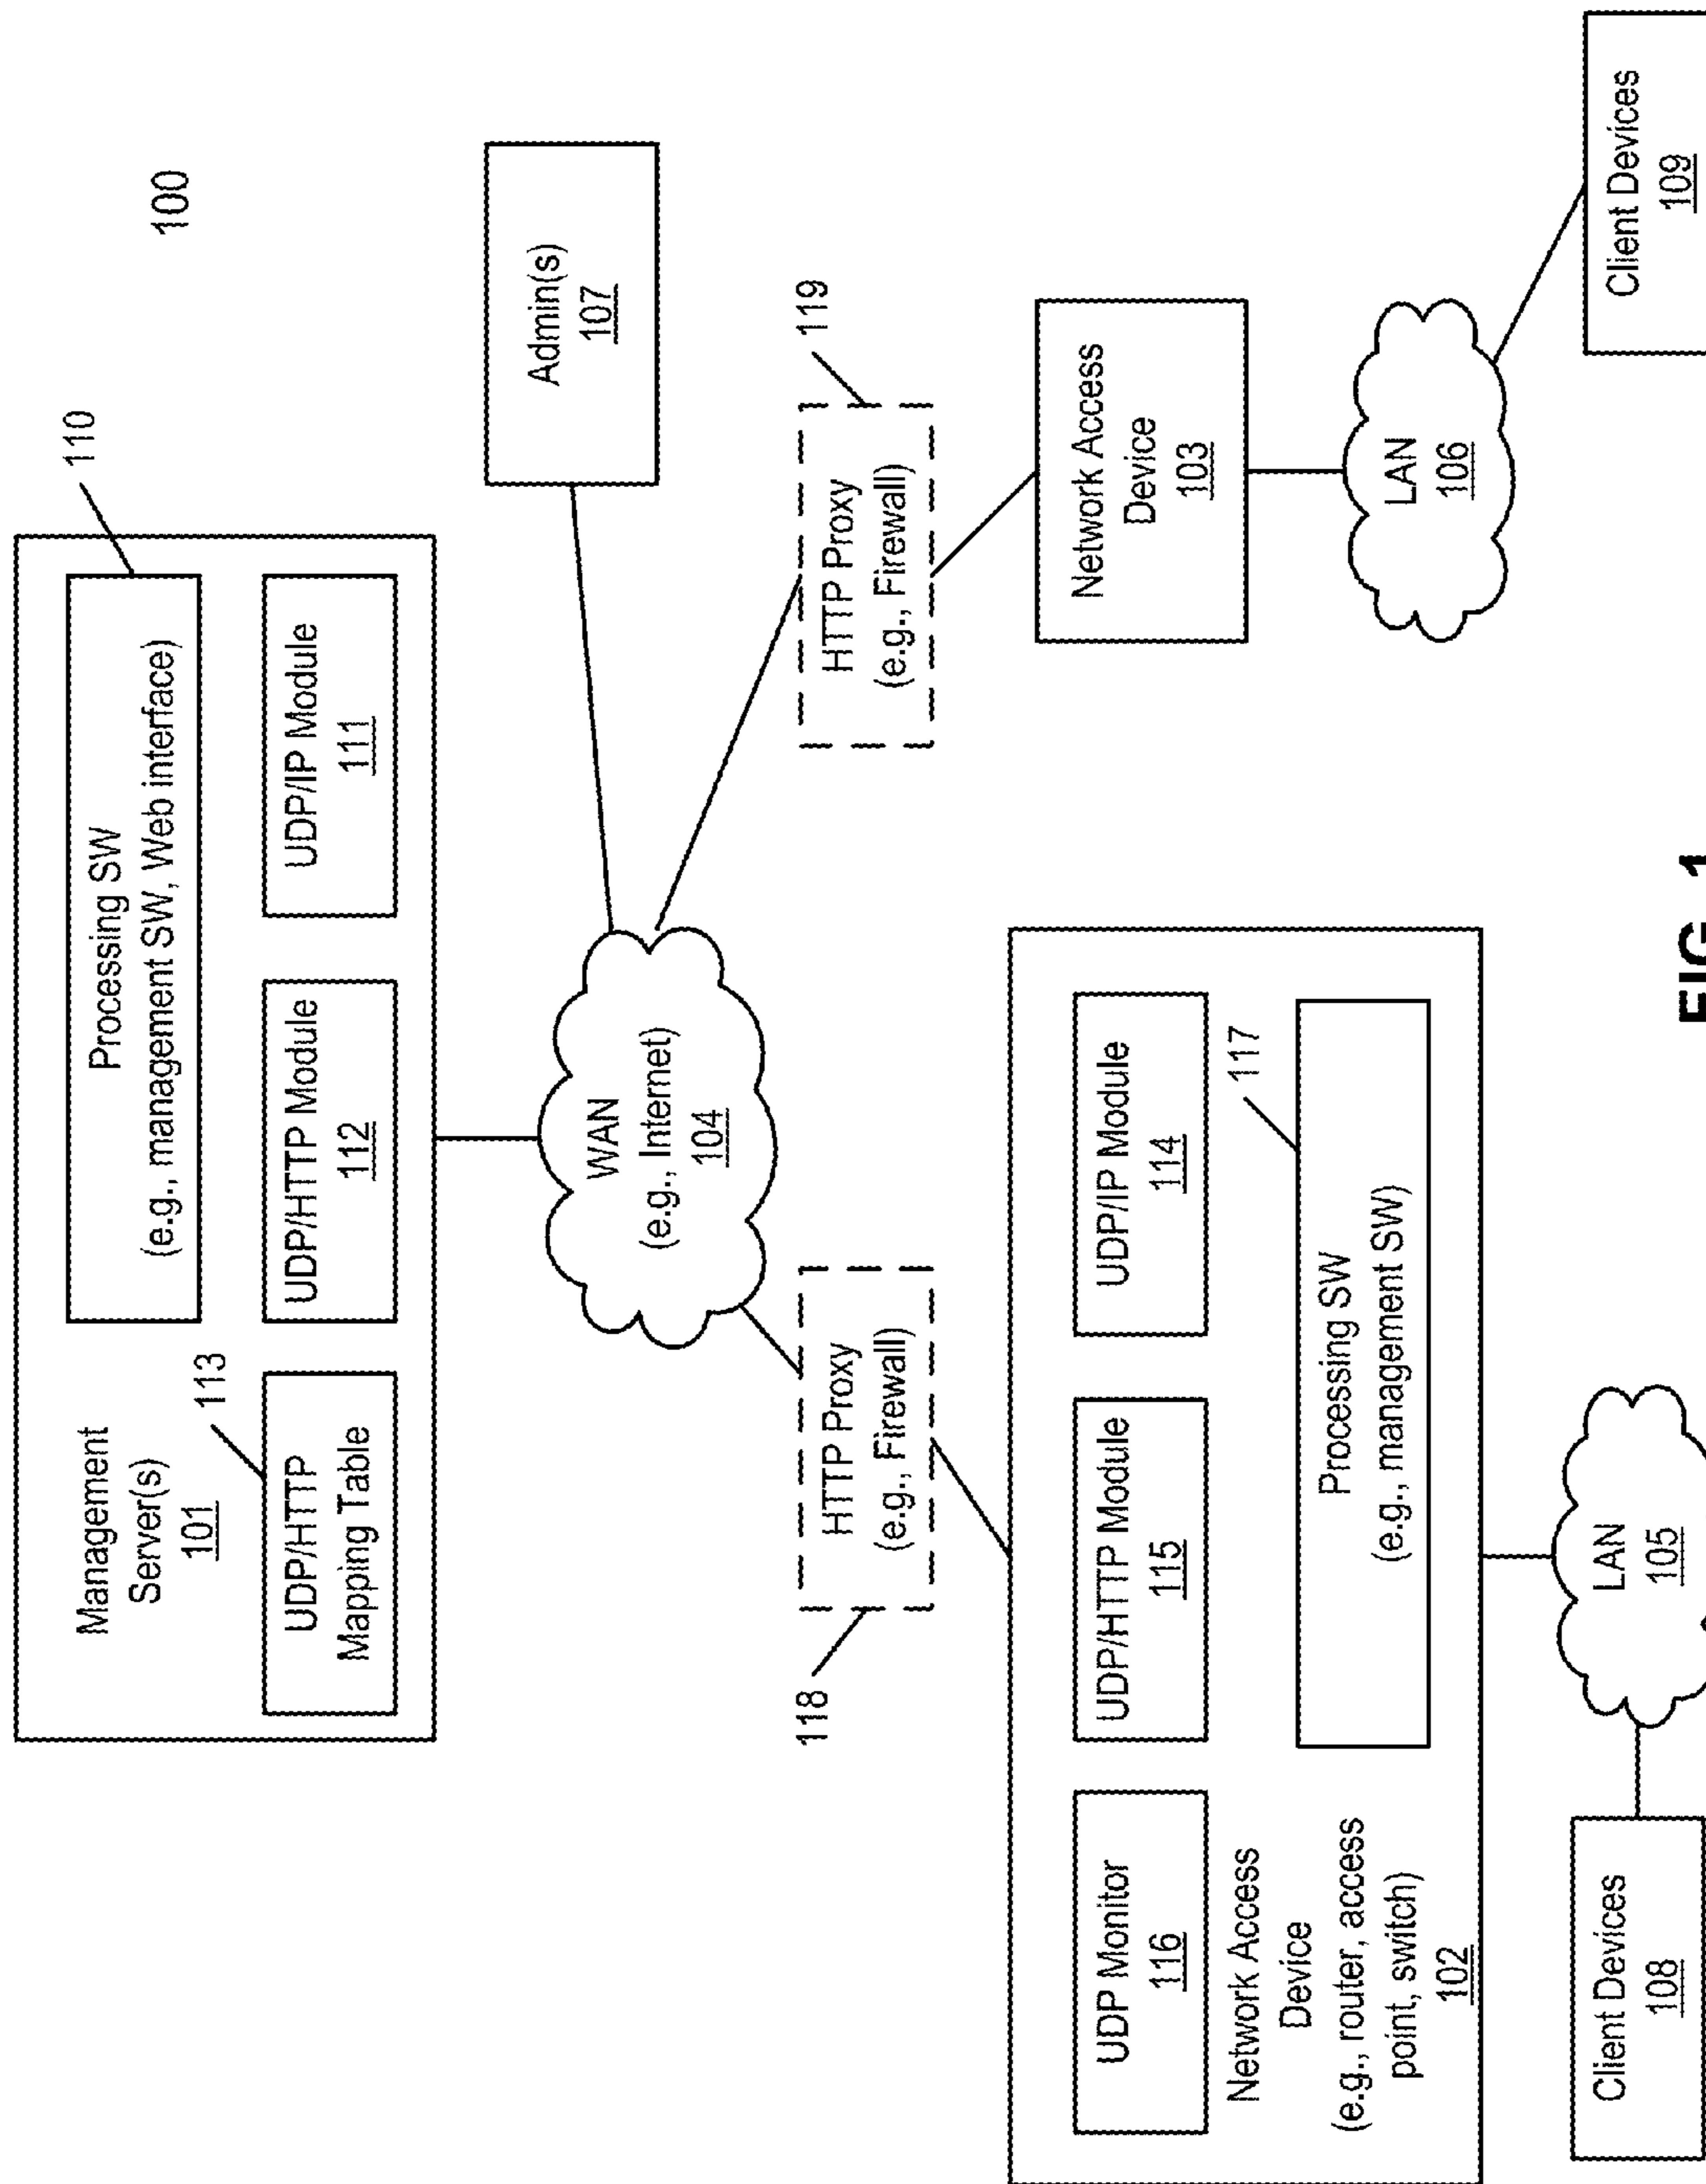 100
Management
Server(s)
101
113
UDP/HTTP
Mapping Table
Processing SW
(e.g., management SW, Web interface)
110
UDP/HTTP Module
112
UDP/IP Module
111
Admin(s)
107
WAN
(e.g., Internet)
104
118
HTTP Proxy
(e.g., Firewall)
HTTP Proxy
(e.g., Firewall)
119
UDP Monitor
116
UDP/HTTP Module
115
UDP/IP Module
114
Network Access
Device
(e.g., router, access
point, switch)
102
Processing SW
(e.g., management SW)
117
Network Access
Device
103
LAN
105
LAN
106
Client Devices
108
Client Devices
109
FIG. 1